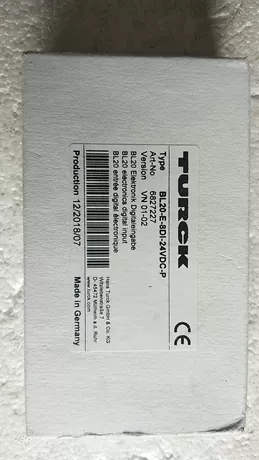 TURCK
CE
Type BL20-E-8DI-24VDC-P
Art-No 6827227
Version VN 01-02
BL20 Elektronik Digitaleingabe
BL20 electronics digital input
BL20 entrée digital électronique
Hans Turck GmbH & Co. KG
Witzlebenstraße 7
D- 45472 Mülheim a.d. Ruhr
www.turck.com
Production 12/2018/07
Made in Germany